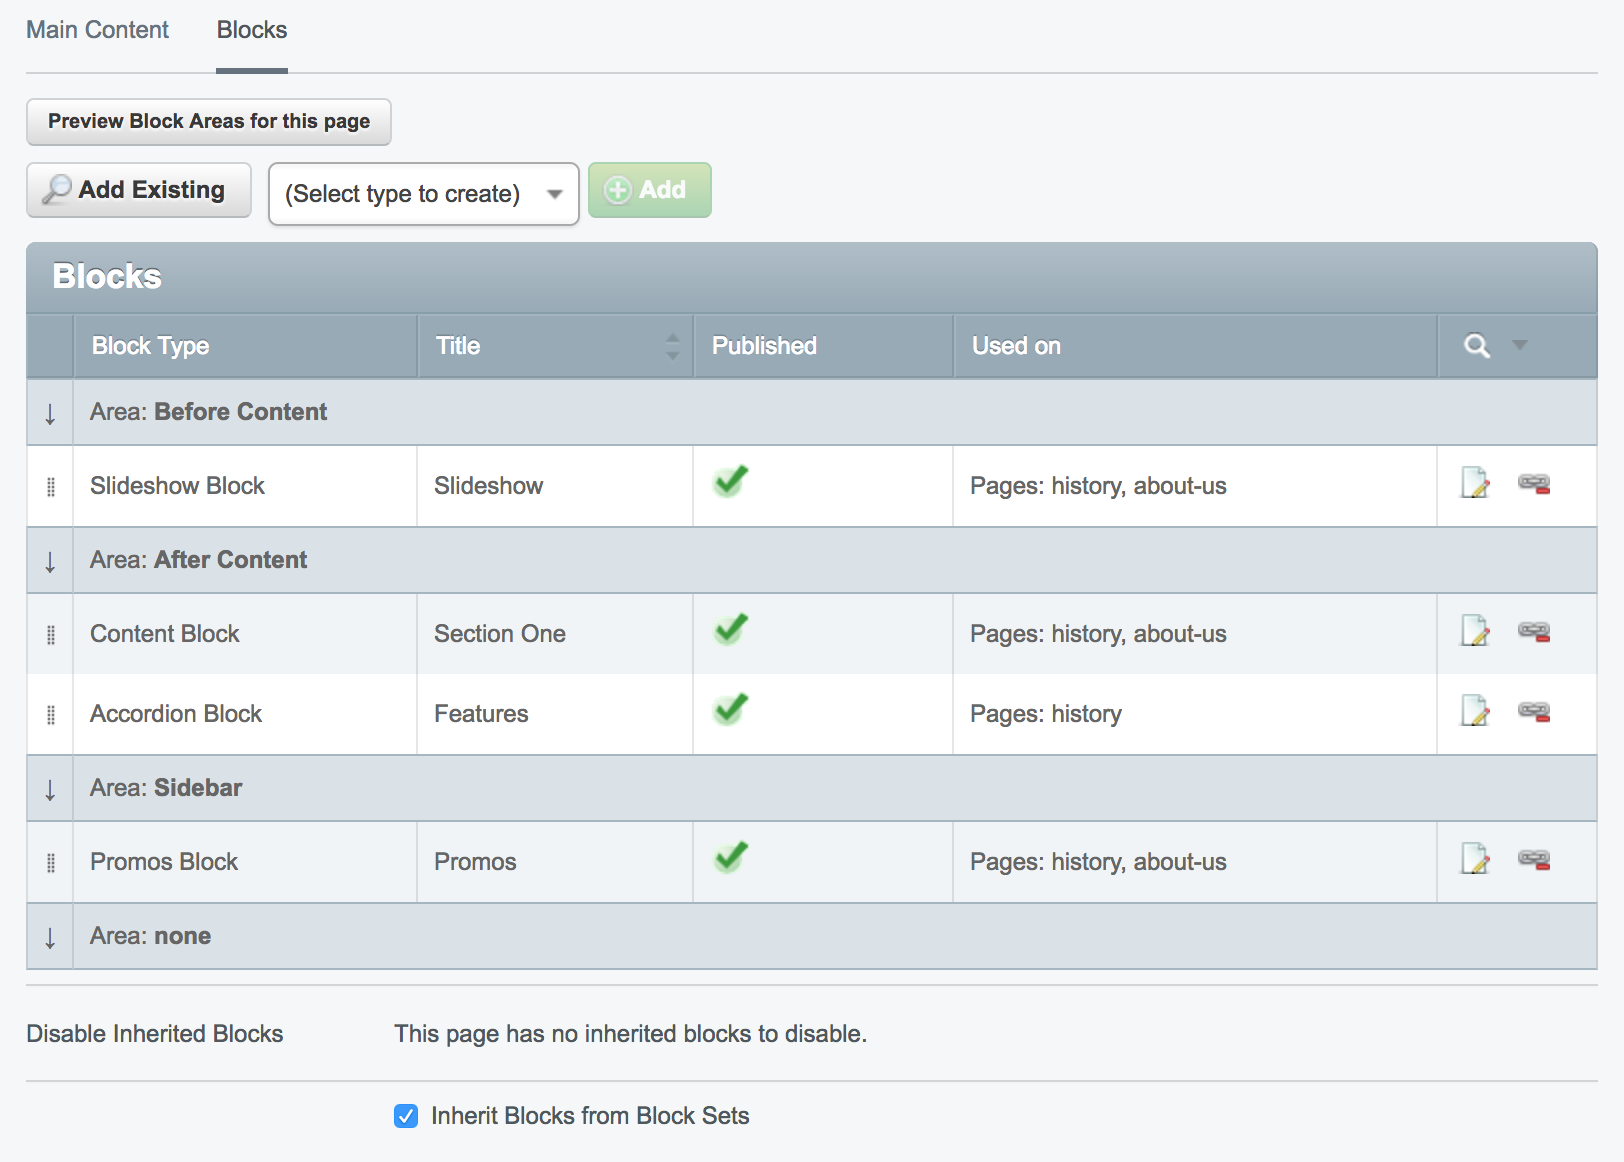 Main Content Blocks
Preview Block Areas for this page
Add Existing (Select type to create) Add
Blocks
Block Type Title Published Used on
↓ Area: Before Content
Slideshow Block Slideshow Pages: history, about-us
↓ Area: After Content
Content Block Section One Pages: history, about-us
Accordion Block Features Pages: history
↓ Area: Sidebar
Promos Block Promos Pages: history, about-us
↓ Area: none
Disable Inherited Blocks This page has no inherited blocks to disable.
Inherit Blocks from Block Sets